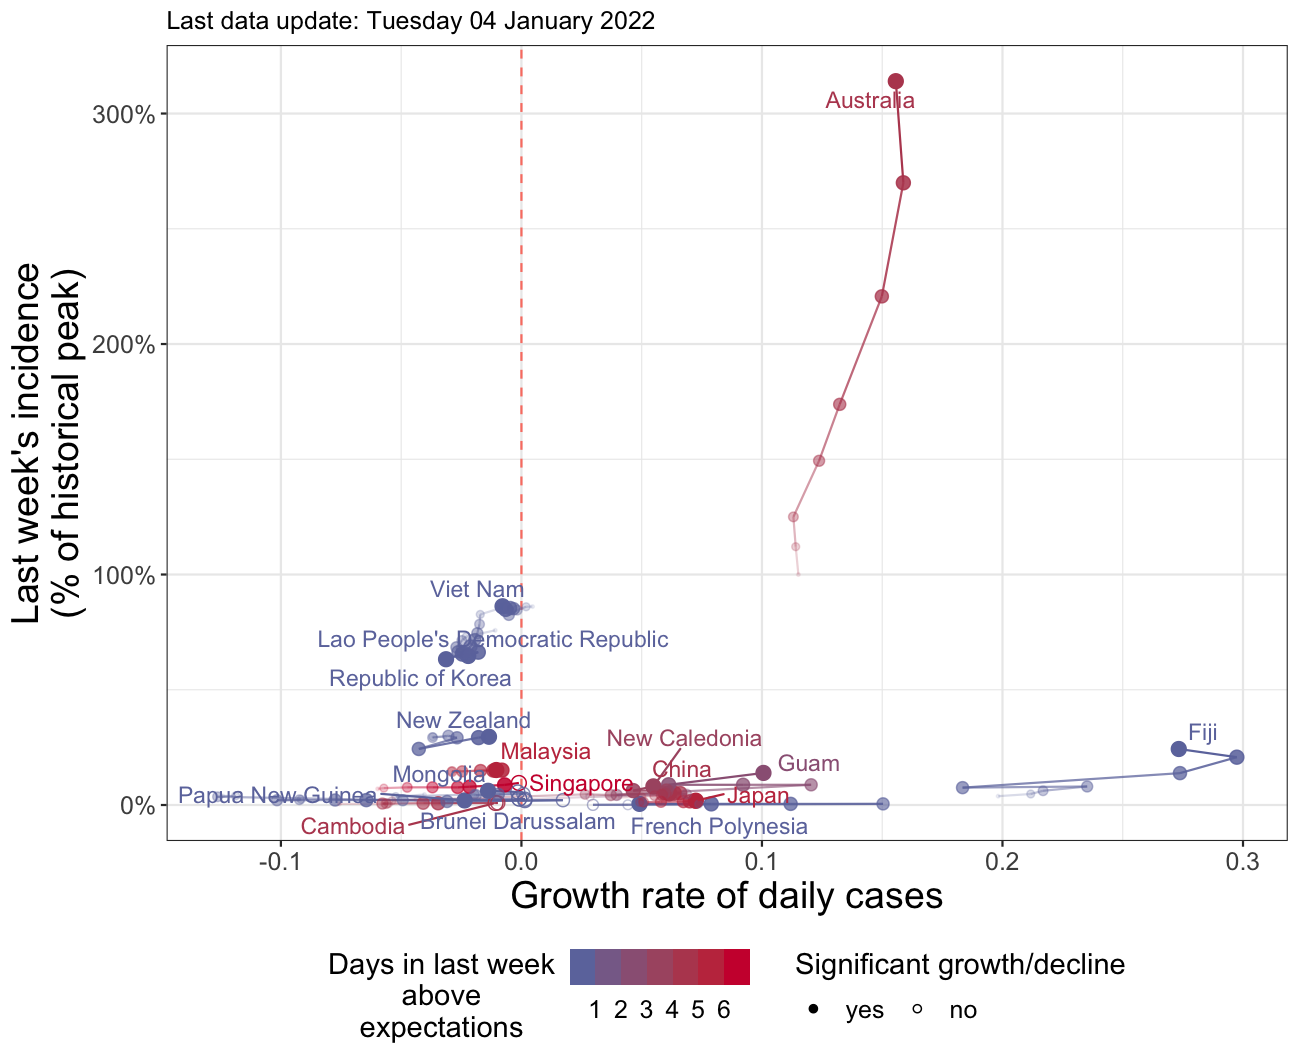 Last data update: Tuesday 04 January 2022
Last week's incidence
(% of historical peak)
300%
200%
100%
0%
Australia
Viet Nam
Lao People's Democratic Republic
Republic of Korea
New Zealand
Malaysia
New Caledonia
Fiji
Mongolia
Singapore
China
Guam
Papua New Guinea
Japan
Cambodia
Brunei Darussalam
French Polynesia
-0.1
0.0
0.1
0.2
0.3
Growth rate of daily cases
Days in last week
above
expectations
1 2 3 4 5 6
Significant growth/decline
yes
no